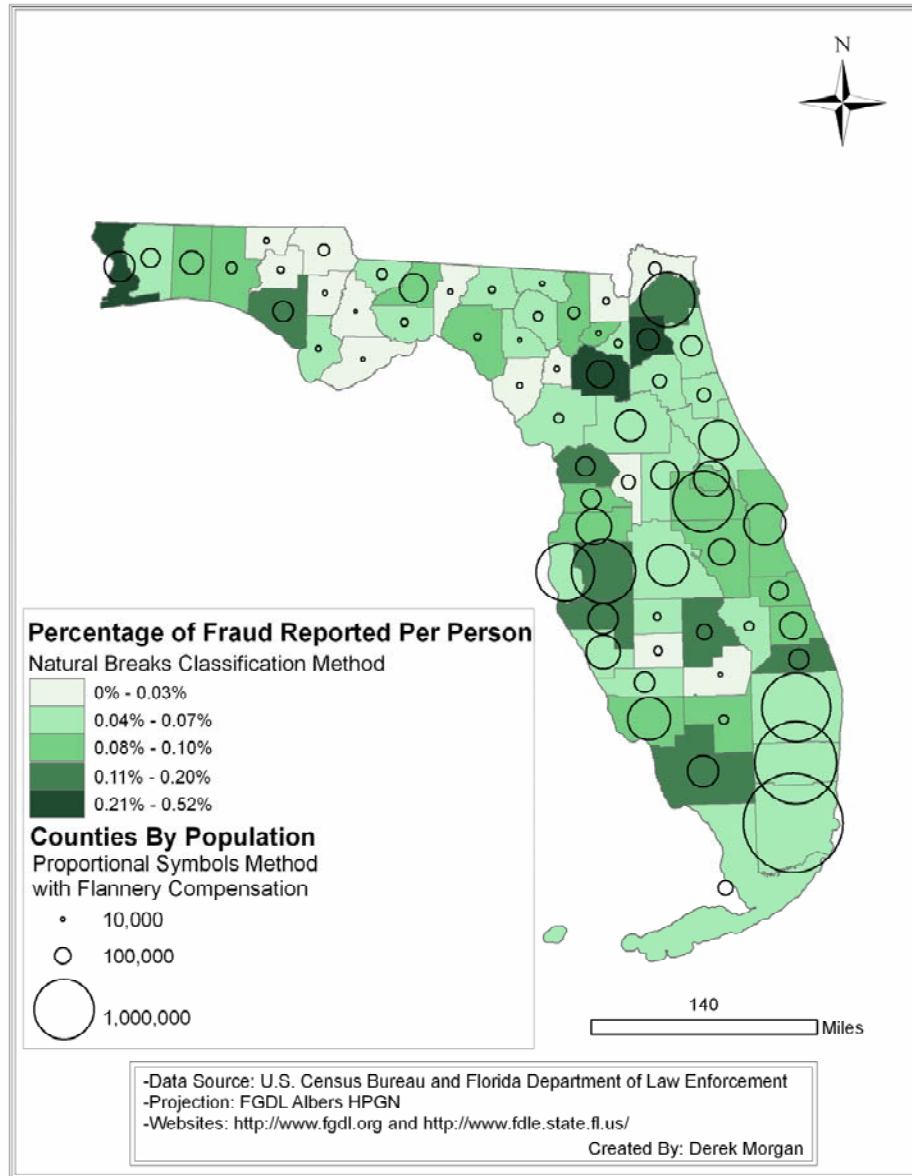 N
Percentage of Fraud Reported Per Person
Natural Breaks Classification Method
0% - 0.03%
0.04% - 0.07%
0.08% - 0.10%
0.11% - 0.20%
0.21% - 0.52%
Counties By Population
Proportional Symbols Method
with Flannery Compensation
10,000
100,000
1,000,000
140
Miles
-Data Source: U.S. Census Bureau and Florida Department of Law Enforcement
-Projection: FGDL Albers HPGN
-Websites: http://www.fgdl.org and http://www.fdle.state.fl.us/
Created By: Derek Morgan